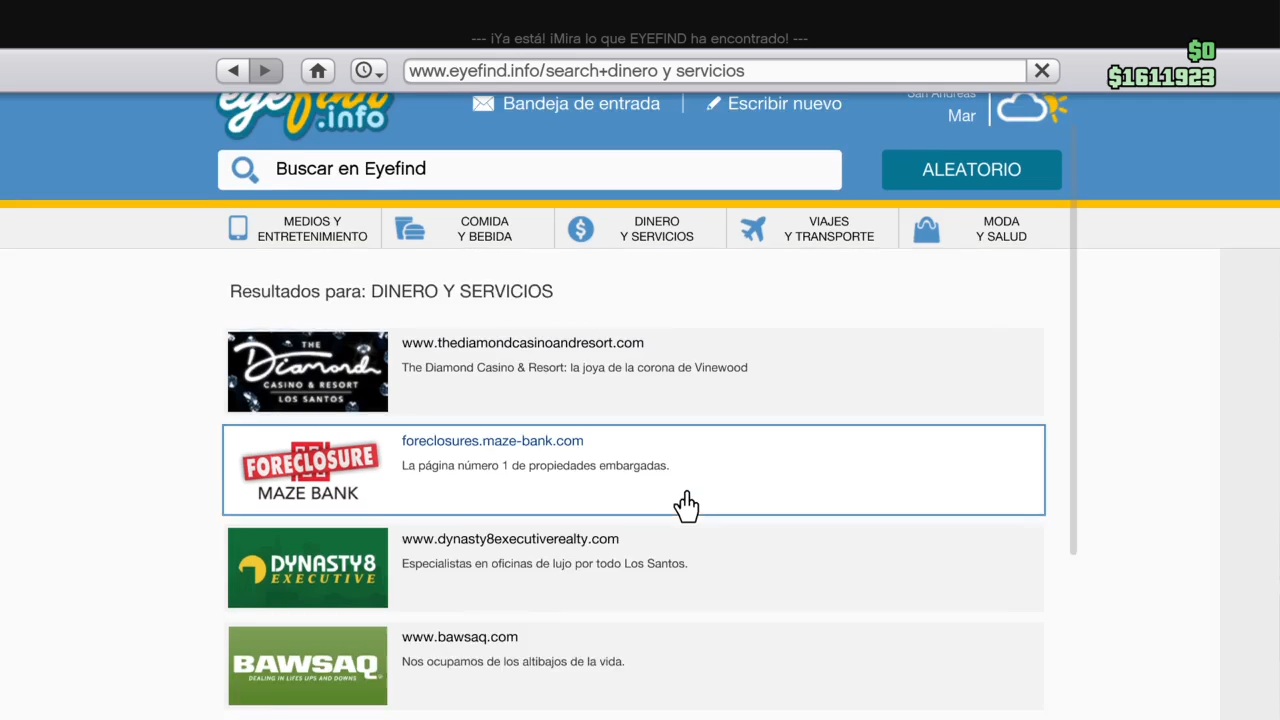 --- ¡Ya está! ¡Mira lo que EYEFIND ha encontrado! ---
$0
www.eyefind.info/search+dinero y servicios
$1611923
eyefind
.info
Bandeja de entrada
Escribir nuevo
San Andreas
Mar
Buscar en Eyefind
ALEATORIO
MEDIOS Y
ENTRETENIMIENTO
COMIDA
Y BEBIDA
DINERO
Y SERVICIOS
VIAJES
Y TRANSPORTE
MODA
Y SALUD
Resultados para: DINERO Y SERVICIOS
THE
Diamond
CASINO & RESORT
LOS SANTOS
www.thediamondcasinoandresort.com
The Diamond Casino & Resort: la joya de la corona de Vinewood
FORECLOSURE
MAZE BANK
foreclosures.maze-bank.com
La página número 1 de propiedades embargadas.
DYNASTY8
EXECUTIVE
www.dynasty8executiverealty.com
Especialistas en oficinas de lujo por todo Los Santos.
BAWSAQ
DEALING IN LIFES UPS AND DOWNS
www.bawsaq.com
Nos ocupamos de los altibajos de la vida.